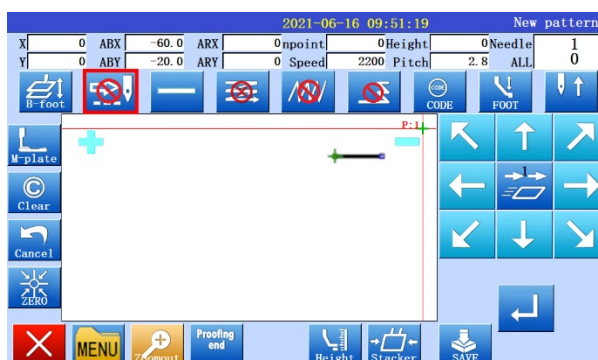 2021-06-16 09:51:19 New pattern
X 0 ABX -60.0 ARX 0 npoint 0 Height 0 Needle 1
Y 0 ABY -20.0 ARY 0 Speed 2200 Pitch 2.8 ALL 0
B-foot CODE CODE FOOT
P:1
M-plate
1
C
Clear
Cancel
ZERO
MENU Zoomout Proofing end Height Stacker SAVE